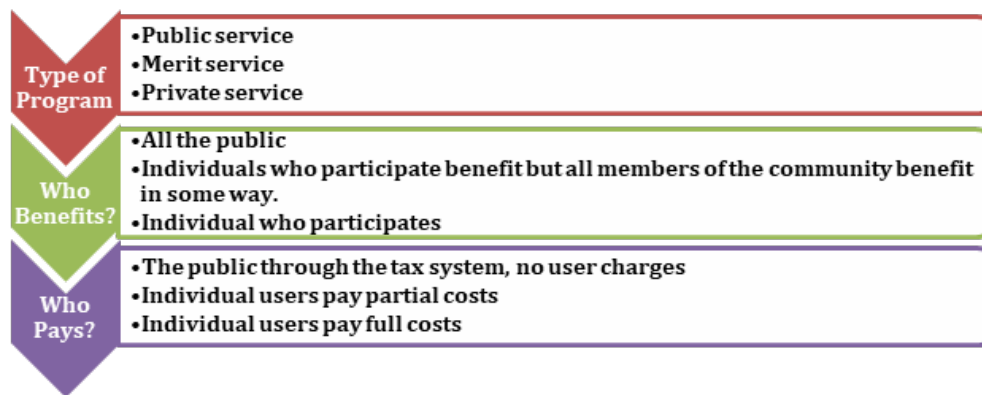 Type of
Program
•Public service
•Merit service
•Private service
Who
Benefits?
•All the public
•Individuals who participate benefit but all members of the community benefit
in some way.
•Individual who participates
Who
Pays?
•The public through the tax system, no user charges
•Individual users pay partial costs
•Individual users pay full costs